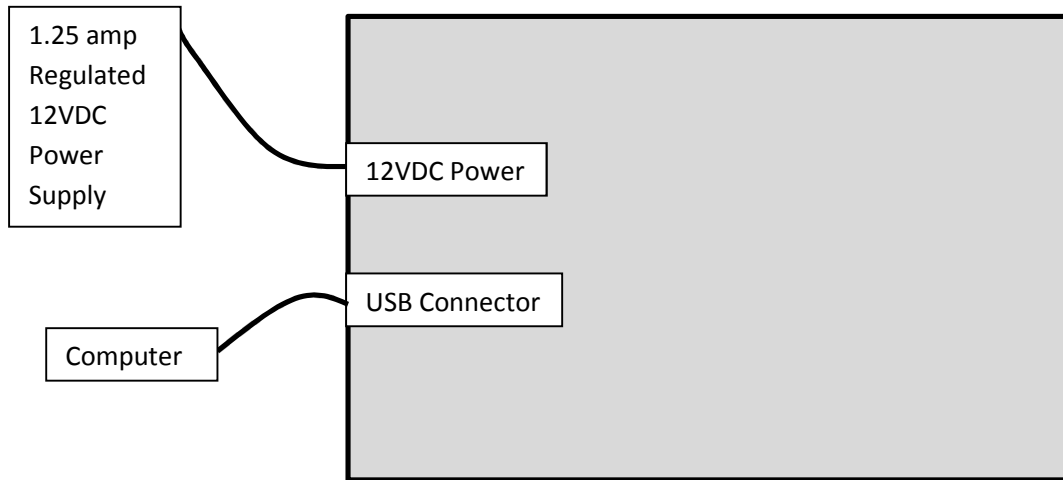 1.25 amp
Regulated
12VDC
Power
Supply
12VDC Power
USB Connector
Computer